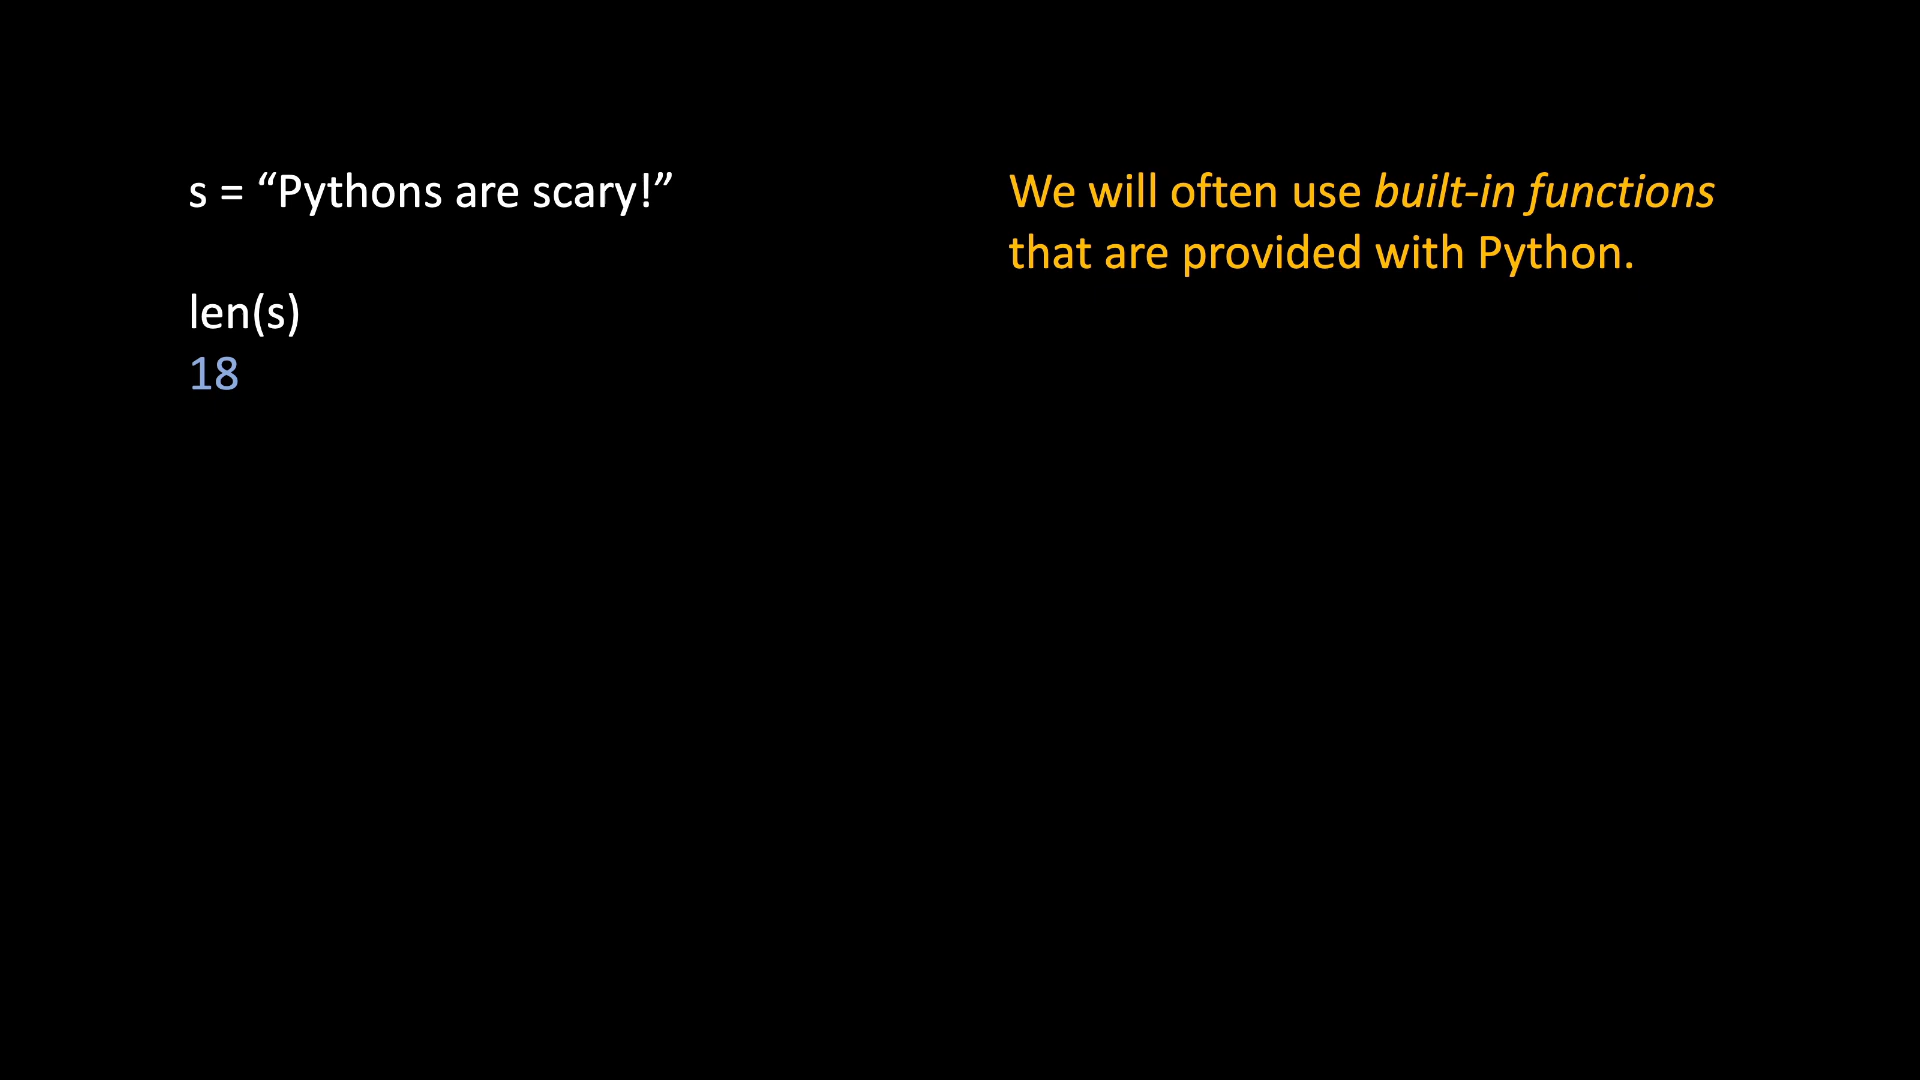 s = “Pythons are scary!”
len(s)
18
We will often use built-in functions
that are provided with Python.